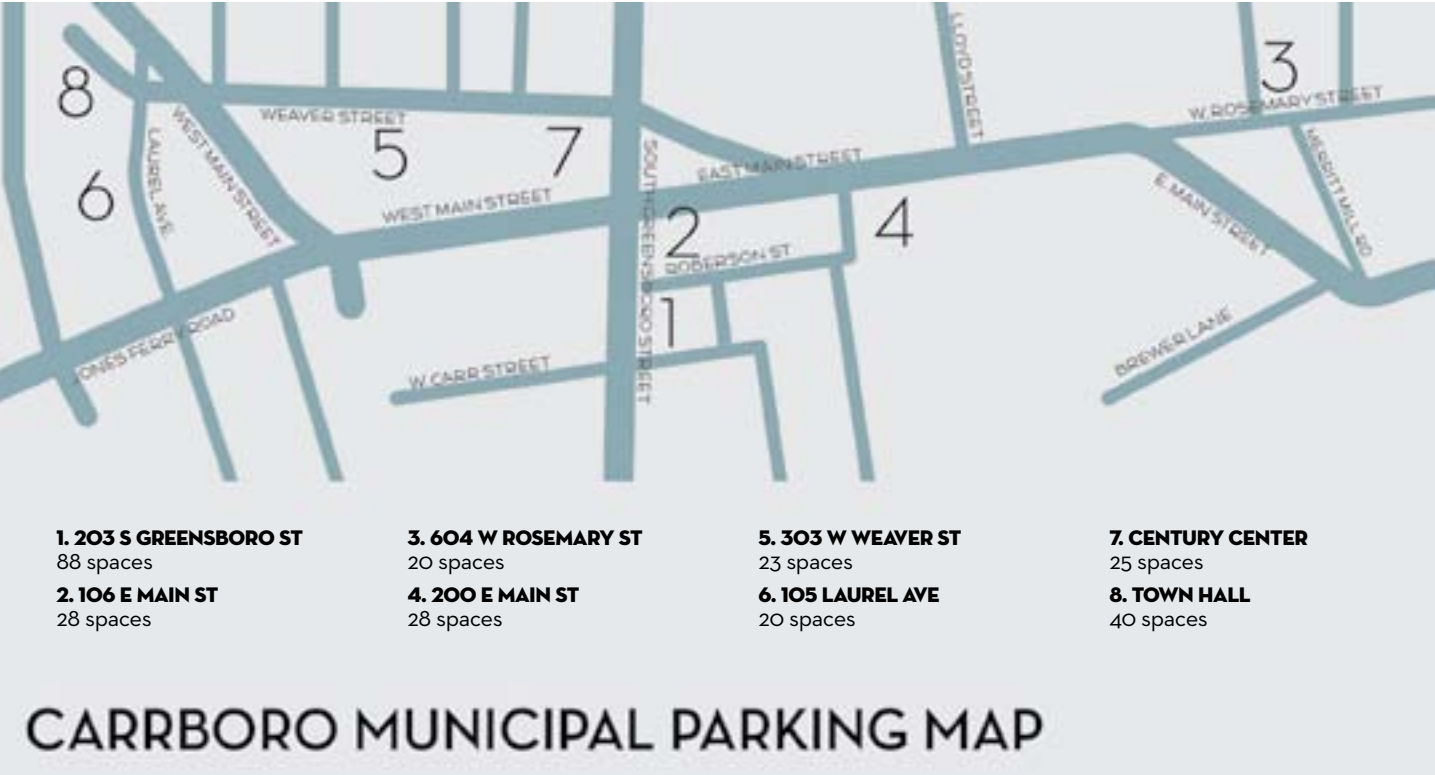 8
6
5
7
2
1
4
3
WEAVER STREET
LAUREL AVE
WEST MAIN STREET
WEST MAIN STREET
JONES FERRY ROAD
W CARR STREET
SOUTH GREENSBORO STREET
EAST MAIN STREET
ROBERSON ST
LLOYD STREET
W. ROSEMARY STREET
MERRITT MILL RD
E. MAIN STREET
BREWER LANE
1. 203 S GREENSBORO ST
88 spaces
2. 106 E MAIN ST
28 spaces
3. 604 W ROSEMARY ST
20 spaces
4. 200 E MAIN ST
28 spaces
5. 303 W WEAVER ST
23 spaces
6. 105 LAUREL AVE
20 spaces
7. CENTURY CENTER
25 spaces
8. TOWN HALL
40 spaces
CARRBORO MUNICIPAL PARKING MAP